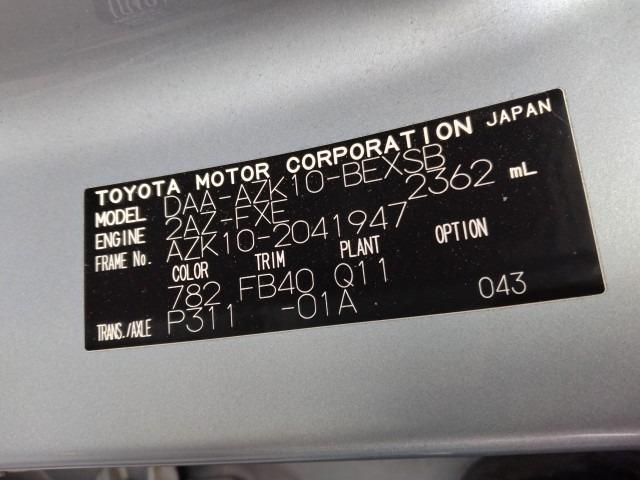 TOYOTA MOTOR CORPORATION JAPAN
MODEL DAA-AZK10-BEXSB
ENGINE 2AZ-FXE 2362 mL
FRAME No. AZK10-2041947
COLOR TRIM PLANT OPTION
782 FB40 Q11
TRANS./AXLE P311 -01A 043